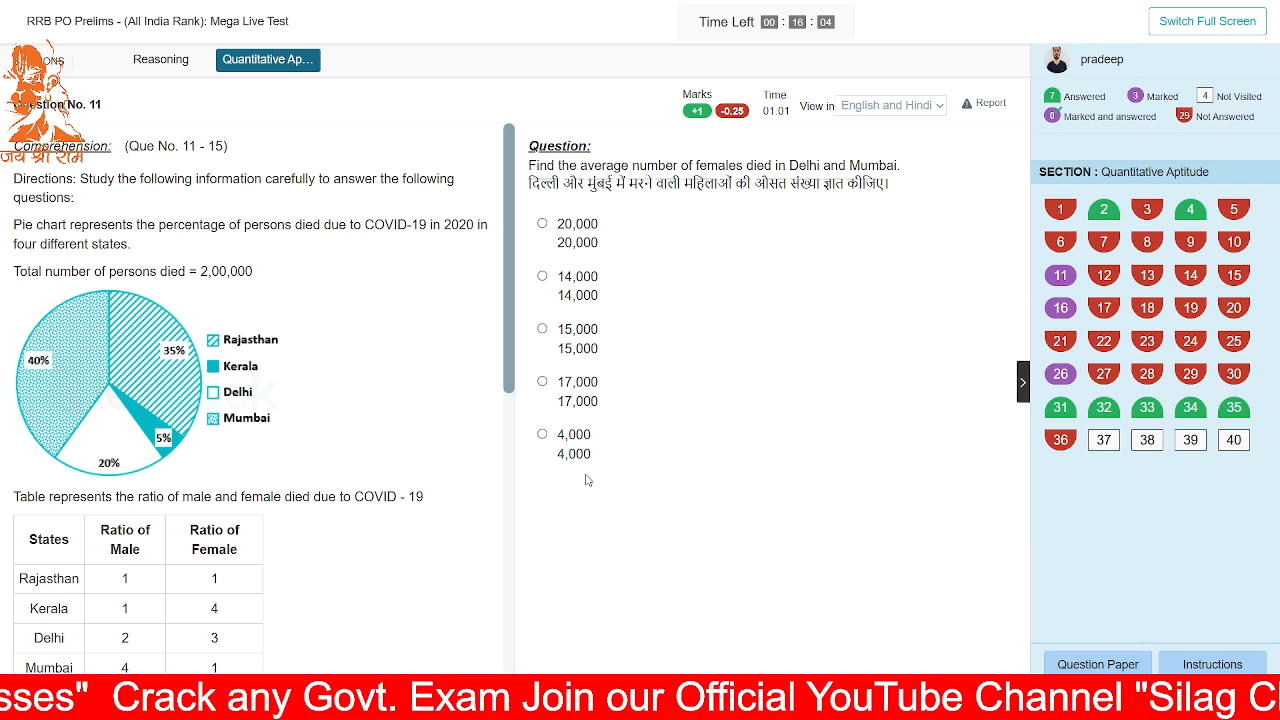 RRB PO Prelims - (All India Rank): Mega Live Test
Time Left 00 : 16 : 04
Switch Full Screen
Reasoning
Quantitative Ap...
pradeep
Question No. 11
Marks
+1 -0.25
Time
01.01
View in English and Hindi
Report
7 Answered
3 Marked
4 Not Visited
0 Marked and answered
29 Not Answered
जय श्री राम
Comprehension: (Que No. 11 - 15)
Directions: Study the following information carefully to answer the following
questions:
Pie chart represents the percentage of persons died due to COVID-19 in 2020 in
four different states.
Total number of persons died = 2,00,000
40%
35%
5%
20%
Rajasthan
Kerala
Delhi
Mumbai
Table represents the ratio of male and female died due to COVID - 19
States Ratio of Male Ratio of Female
Rajasthan 1 1
Kerala 1 4
Delhi 2 3
Mumbai 4 1
Question:
Find the average number of females died in Delhi and Mumbai.
दिल्ली और मुंबई में मरने वाली महिलाओं की औसत संख्या ज्ञात कीजिए।
20,000
20,000
14,000
14,000
15,000
15,000
17,000
17,000
4,000
4,000
SECTION : Quantitative Aptitude
1 2 3 4 5
6 7 8 9 10
11 12 13 14 15
16 17 18 19 20
21 22 23 24 25
26 27 28 29 30
31 32 33 34 35
36 37 38 39 40
Question Paper
Instructions
sses" Crack any Govt. Exam Join our Official YouTube Channel "Silag C